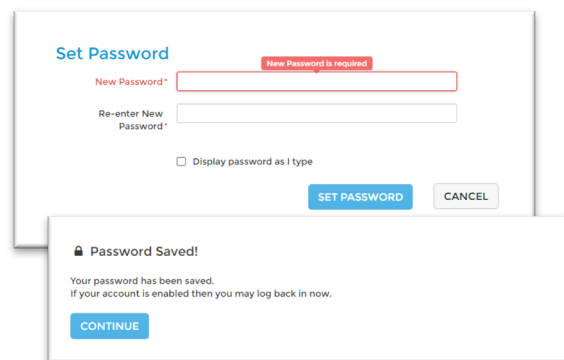 Set Password
New Password is required
New Password*
Re-enter New
Password*
Display password as I type
SET PASSWORD CANCEL
Password Saved!
Your password has been saved.
If your account is enabled then you may log back in now.
CONTINUE